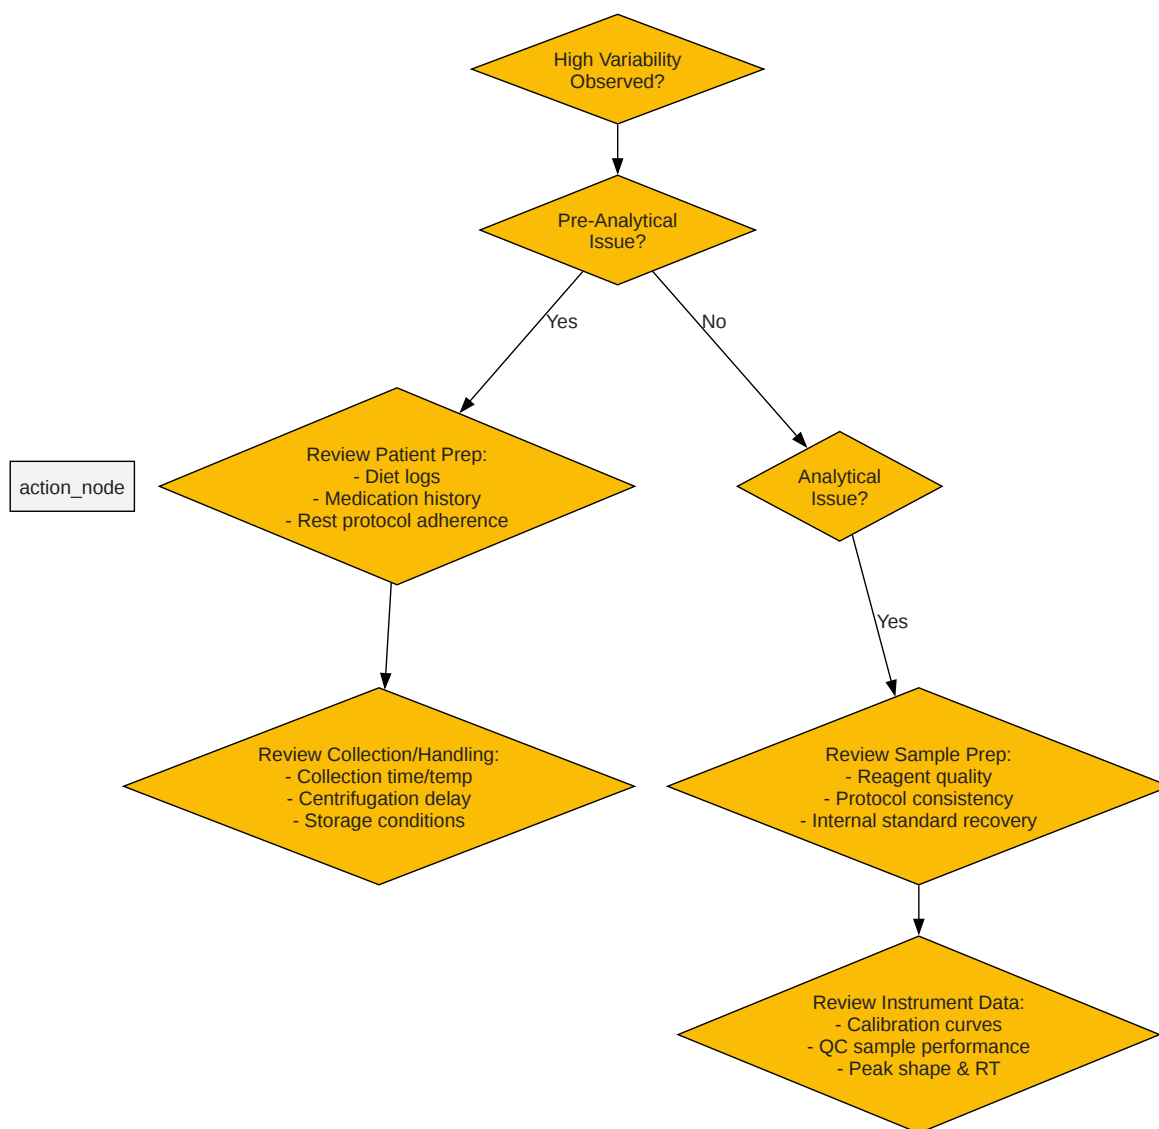 High Variability
Observed?
Pre-Analytical
Issue?
Yes
No
Review Patient Prep:
- Diet logs
- Medication history
- Rest protocol adherence
action_node
Analytical
Issue?
Yes
Review Collection/Handling:
- Collection time/temp
- Centrifugation delay
- Storage conditions
Review Sample Prep:
- Reagent quality
- Protocol consistency
- Internal standard recovery
Review Instrument Data:
- Calibration curves
- QC sample performance
- Peak shape & RT